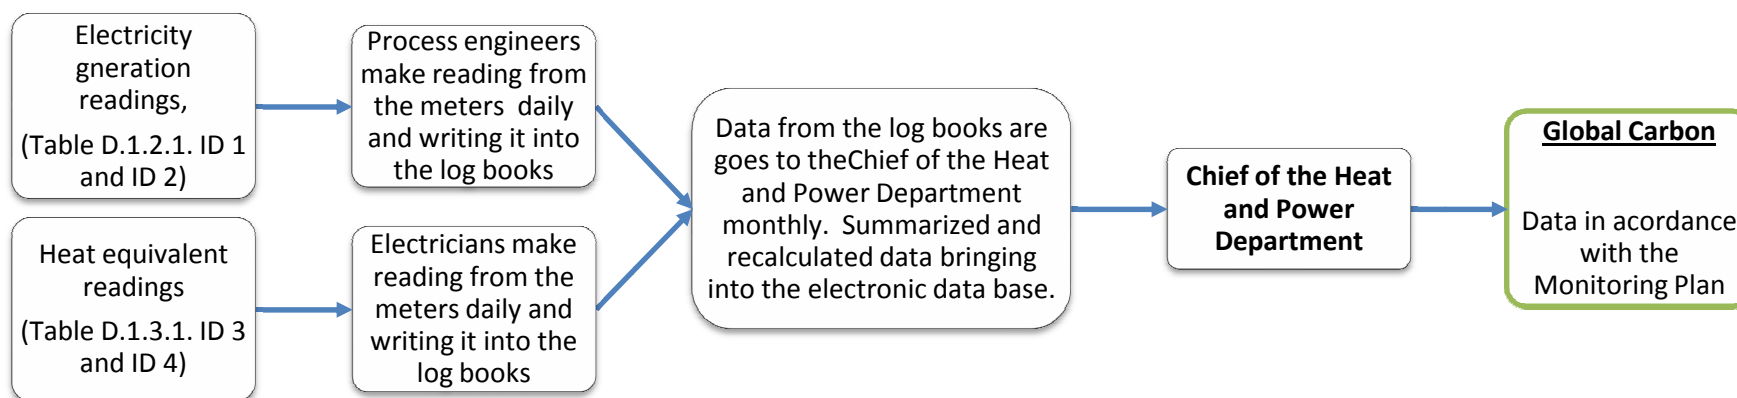 Electricity
gneration
readings,
(Table D.1.2.1. ID 1
and ID 2)
Process engineers
make reading from
the meters daily
and writing it into
the log books
Heat equivalent
readings
(Table D.1.3.1. ID 3
and ID 4)
Electricians make
reading from the
meters daily and
writing it into the
log books
Data from the log books are
goes to theChief of the Heat
and Power Department
monthly. Summarized and
recalculated data bringing
into the electronic data base.
Chief of the Heat
and Power
Department
Global Carbon
Data in acordance
with the
Monitoring Plan